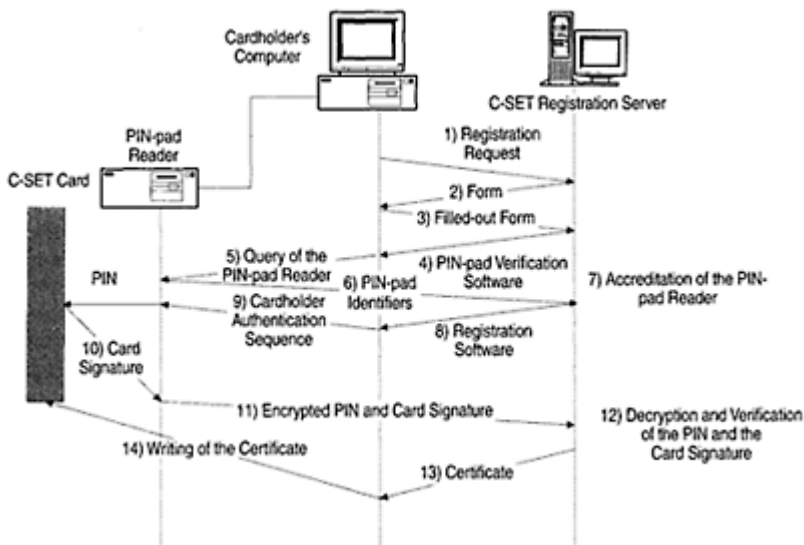 Cardholder's
Computer
C-SET Registration Server
PIN-pad
Reader
C-SET Card
1) Registration
Request
2) Form
3) Filled-out Form
5) Query of the
PIN-pad Reader
4) PIN-pad Verification
Software
PIN
6) PIN-pad
Identifiers
7) Accreditation of the PIN-
pad Reader
9) Cardholder
Authentication
Sequence
8) Registration
Software
10) Card
Signature
11) Encrypted PIN and Card Signature
12) Decryption and Verification
of the PIN and the
Card Signature
14) Writing of the Certificate
13) Certificate